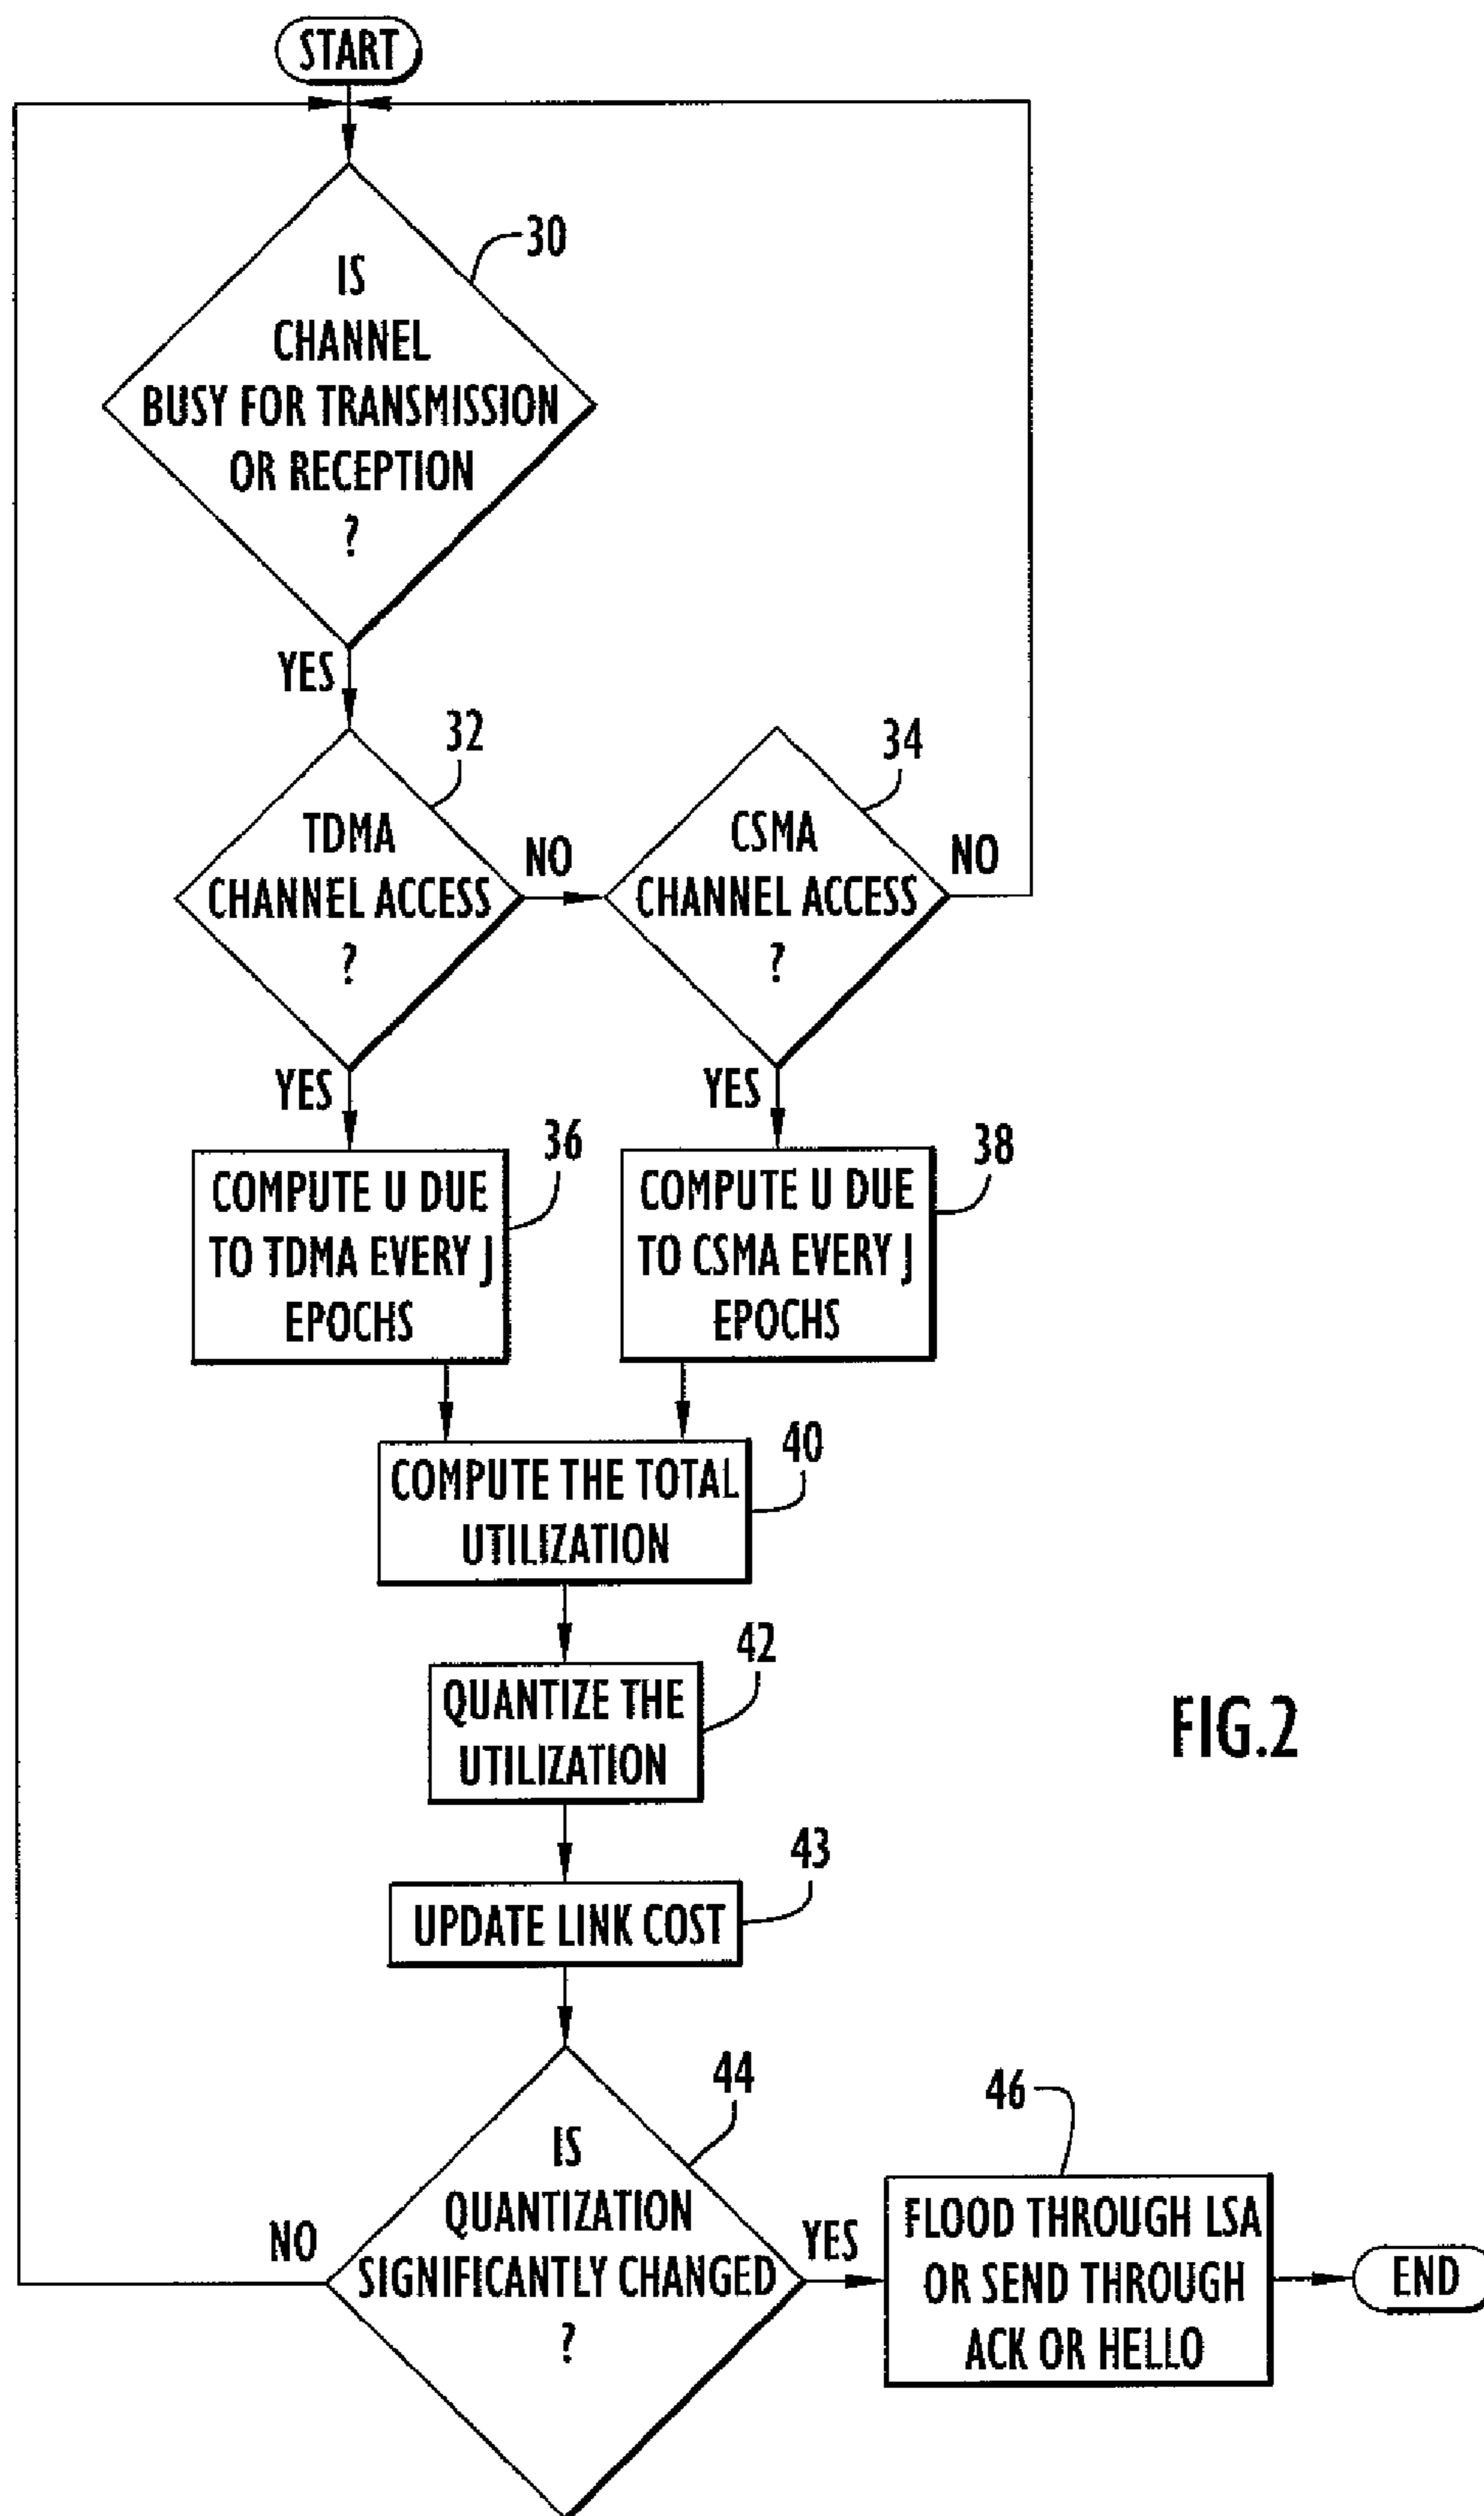 START
30
IS
CHANNEL
BUSY FOR TRANSMISSION
OR RECEPTION
?
YES
32
TDMA
CHANNEL ACCESS
?
NO
34
CSMA
CHANNEL ACCESS
?
NO
YES
YES
36
COMPUTE U DUE
TO TDMA EVERY J
EPOCHS
38
COMPUTE U DUE
TO CSMA EVERY J
EPOCHS
40
COMPUTE THE TOTAL
UTILIZATION
42
QUANTIZE THE
UTILIZATION
FIG.2
43
UPDATE LINK COST
44
IS
QUANTIZATION
SIGNIFICANTLY CHANGED
?
NO
YES
46
FLOOD THROUGH LSA
OR SEND THROUGH
ACK OR HELLO
END